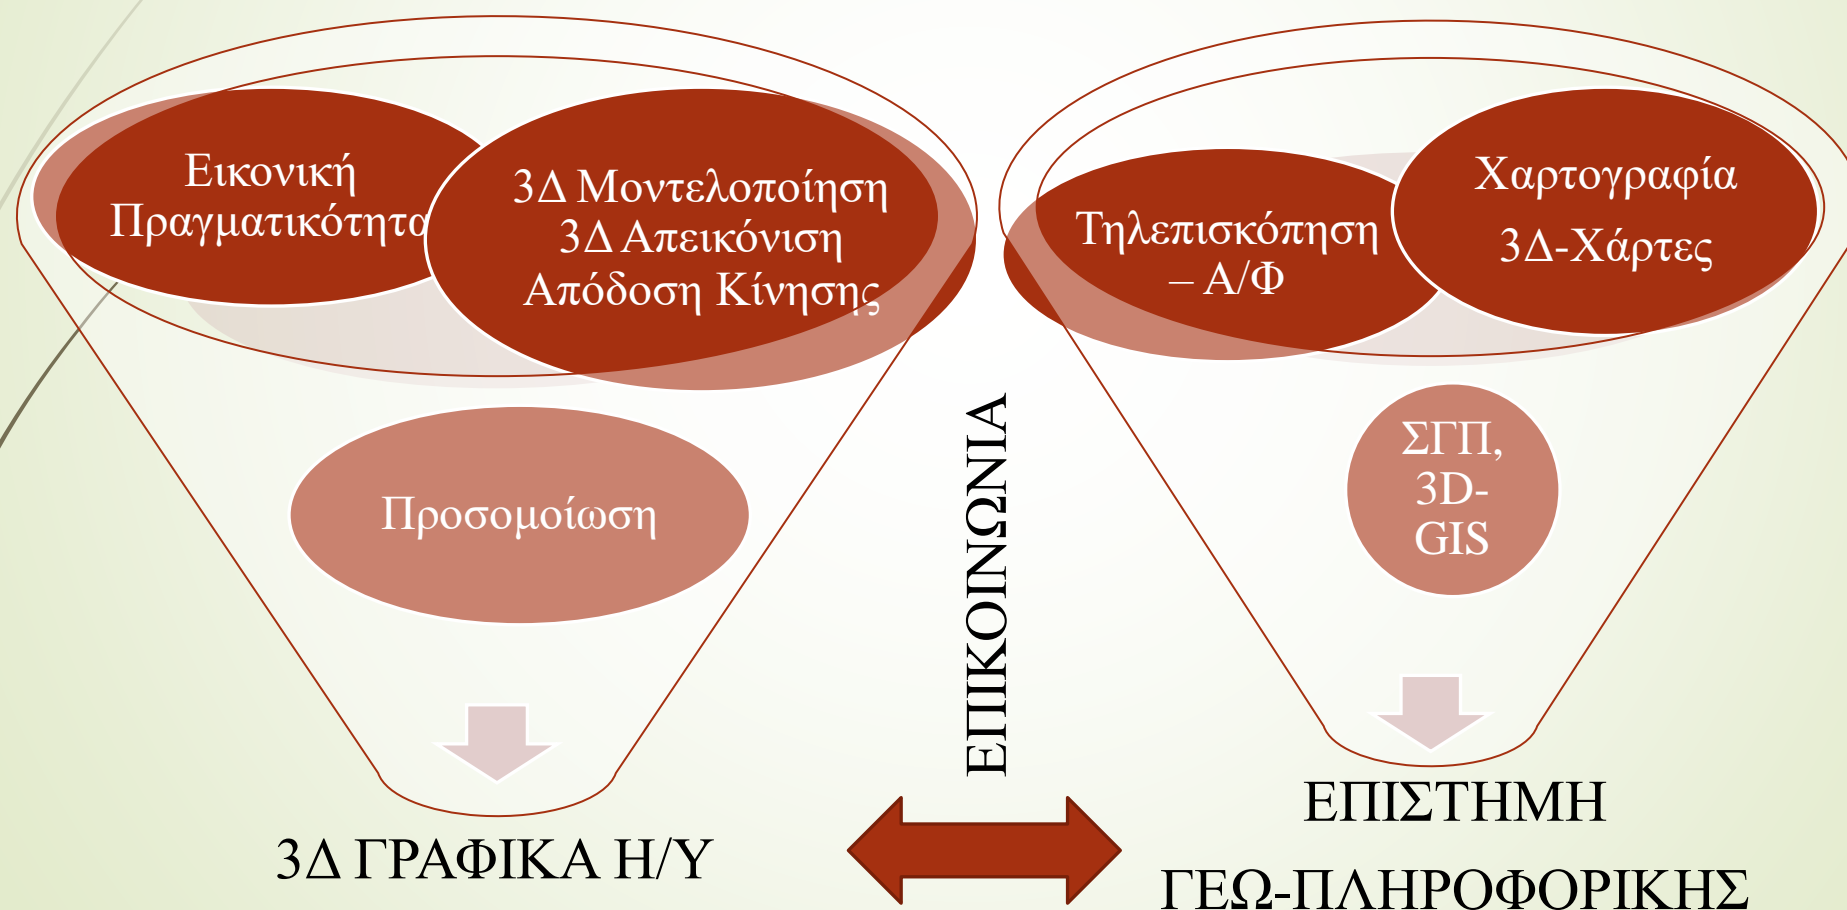 Εικονική
Πραγματικότητα
3Δ Μοντελοποίηση
3Δ Απεικόνιση
Απόδοση Κίνησης
Προσομοίωση
3Δ ΓΡΑΦΙΚΑ Η/Υ
ΕΠΙΚΟΙΝΩΝΙΑ
Τηλεπισκόπηση
– Α/Φ
Χαρτογραφία
3Δ-Χάρτες
ΣΓΠ,
3D-
GIS
ΕΠΙΣΤΗΜΗ
ΓΕΩ-ΠΛΗΡΟΦΟΡΙΚΗΣ